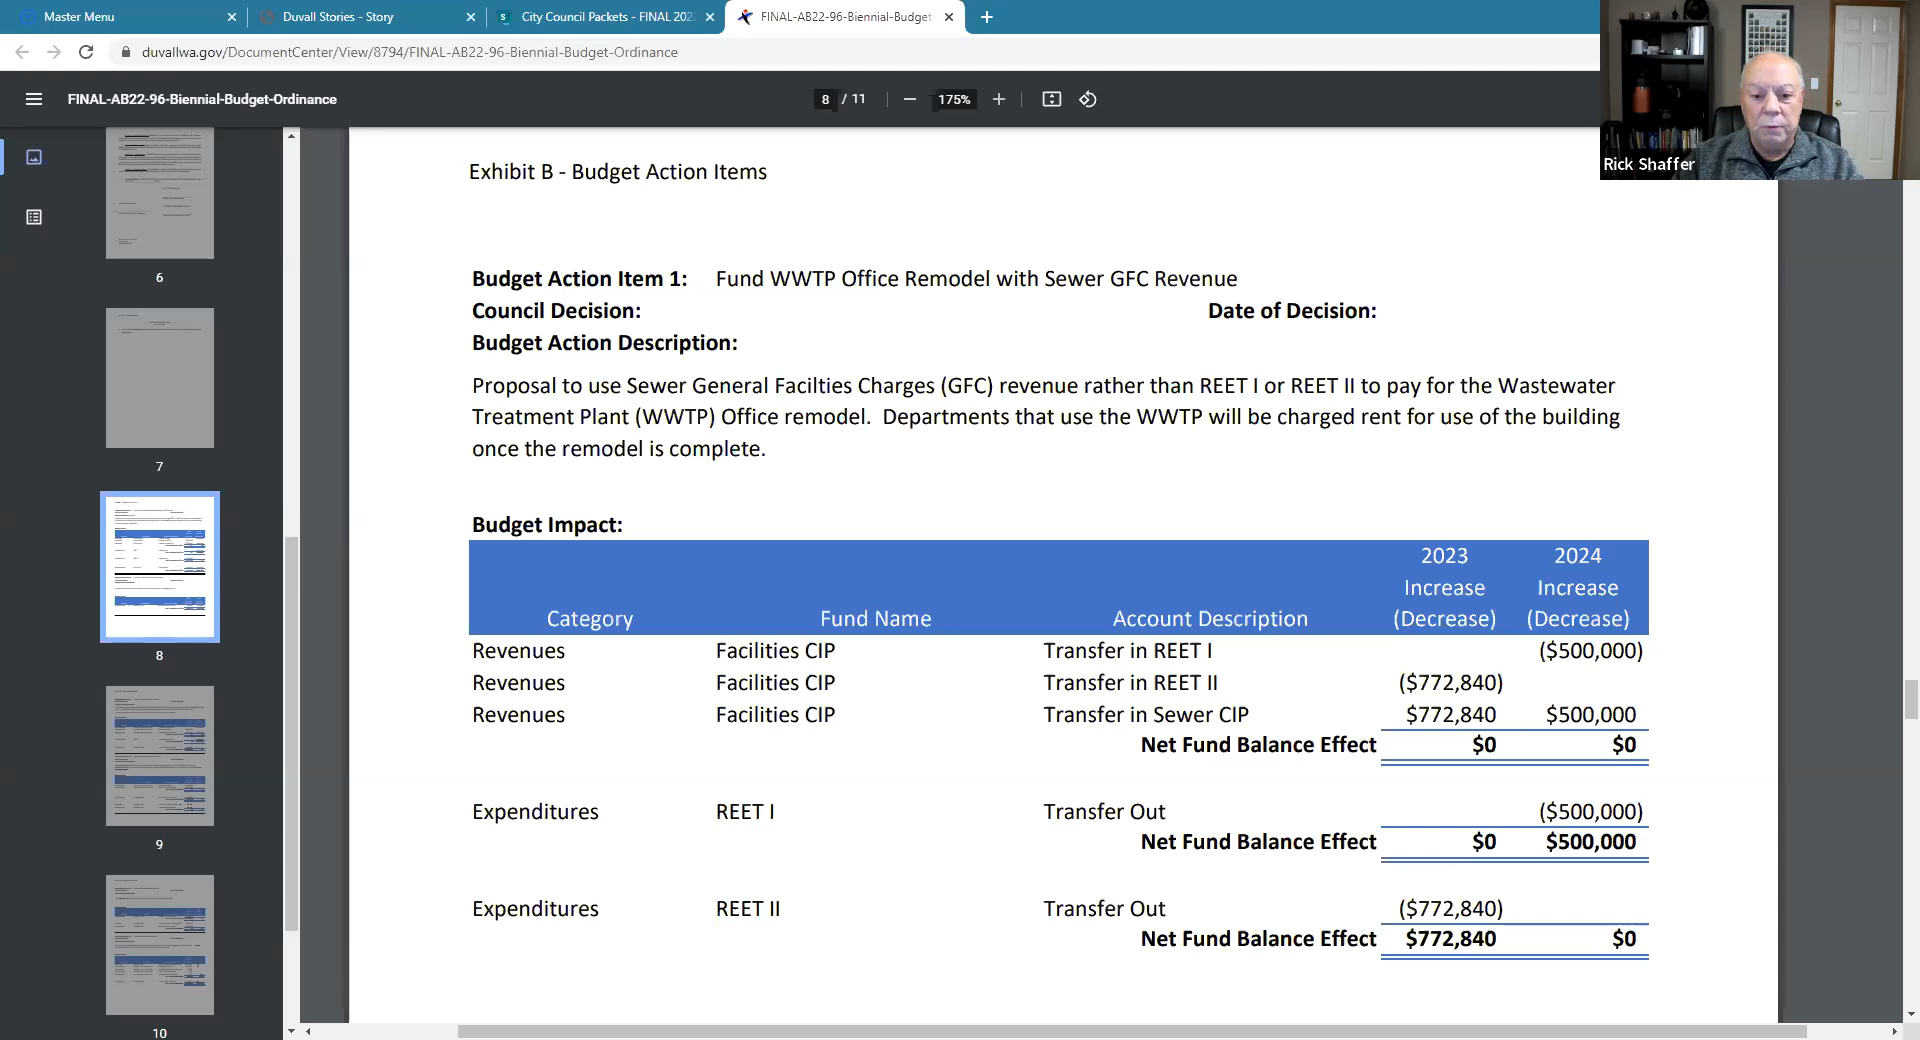 Master Menu
Duvall Stories - Story
City Council Packets - FINAL 202
FINAL-AB22-96-Biennial-Budget
duvallwa.gov/DocumentCenter/View/8794/FINAL-AB22-96-Biennial-Budget-Ordinance
FINAL-AB22-96-Biennial-Budget-Ordinance
8 / 11
175%
Rick Shaffer
6
7
8
9
10
Exhibit B - Budget Action Items
Budget Action Item 1: Fund WWTP Office Remodel with Sewer GFC Revenue
Council Decision: Date of Decision:
Budget Action Description:
Proposal to use Sewer General Facilties Charges (GFC) revenue rather than REET I or REET II to pay for the Wastewater
Treatment Plant (WWTP) Office remodel. Departments that use the WWTP will be charged rent for use of the building
once the remodel is complete.
Budget Impact:
2023 2024
Increase Increase
Category Fund Name Account Description (Decrease) (Decrease)
Revenues Facilities CIP Transfer in REET I ($500,000)
Revenues Facilities CIP Transfer in REET II ($772,840)
Revenues Facilities CIP Transfer in Sewer CIP $772,840 $500,000
Net Fund Balance Effect $0 $0
Expenditures REET I Transfer Out ($500,000)
Net Fund Balance Effect $0 $500,000
Expenditures REET II Transfer Out ($772,840)
Net Fund Balance Effect $772,840 $0